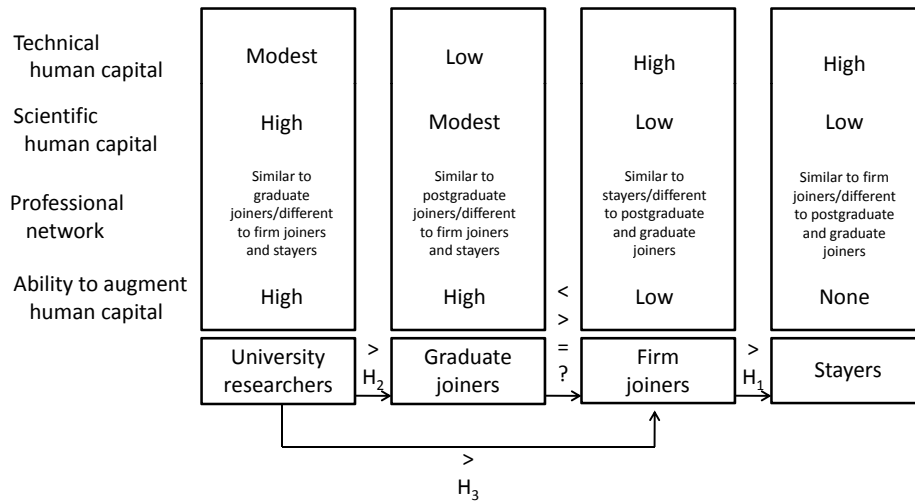 Technical
human capital
Modest
Low
High
High
Scientific
human capital
High
Modest
Low
Low
Professional
network
Similar to
graduate
joiners/different
to firm joiners
and stayers
Similar to
postgraduate
joiners/different
to firm joiners
and stayers
Similar to
stayers/different
to postgraduate
and graduate
joiners
Similar to firm
joiners/different
to postgraduate
and graduate
joiners
Ability to augment
human capital
High
High
Low
None
University
researchers
>
H2
Graduate
joiners
<
>
=
?
Firm
joiners
>
H1
Stayers
>
H3